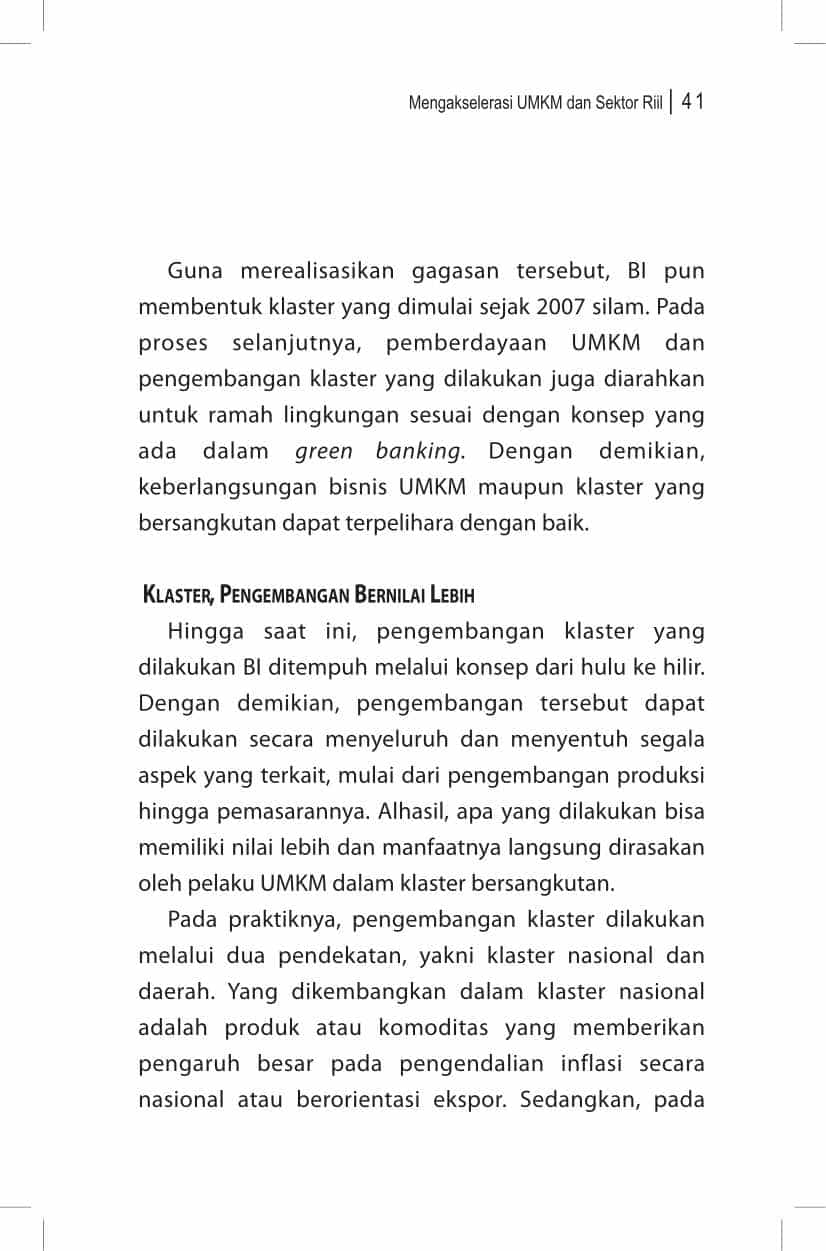 Mengakselerasi UMKM dan Sektor Riil | 41
Guna merealisasikan gagasan tersebut, BI pun
membentuk klaster yang dimulai sejak 2007 silam. Pada
proses selanjutnya, pemberdayaan UMKM dan
pengembangan klaster yang dilakukan juga diarahkan
untuk ramah lingkungan sesuai dengan konsep yang
ada dalam green banking. Dengan demikian,
keberlangsungan bisnis UMKM maupun klaster yang
bersangkutan dapat terpelihara dengan baik.
Klaster, Pengembangan Bernilai Lebih
Hingga saat ini, pengembangan klaster yang
dilakukan BI ditempuh melalui konsep dari hulu ke hilir.
Dengan demikian, pengembangan tersebut dapat
dilakukan secara menyeluruh dan menyentuh segala
aspek yang terkait, mulai dari pengembangan produksi
hingga pemasarannya. Alhasil, apa yang dilakukan bisa
memiliki nilai lebih dan manfaatnya langsung dirasakan
oleh pelaku UMKM dalam klaster bersangkutan.
Pada praktiknya, pengembangan klaster dilakukan
melalui dua pendekatan, yakni klaster nasional dan
daerah. Yang dikembangkan dalam klaster nasional
adalah produk atau komoditas yang memberikan
pengaruh besar pada pengendalian inflasi secara
nasional atau berorientasi ekspor. Sedangkan, pada